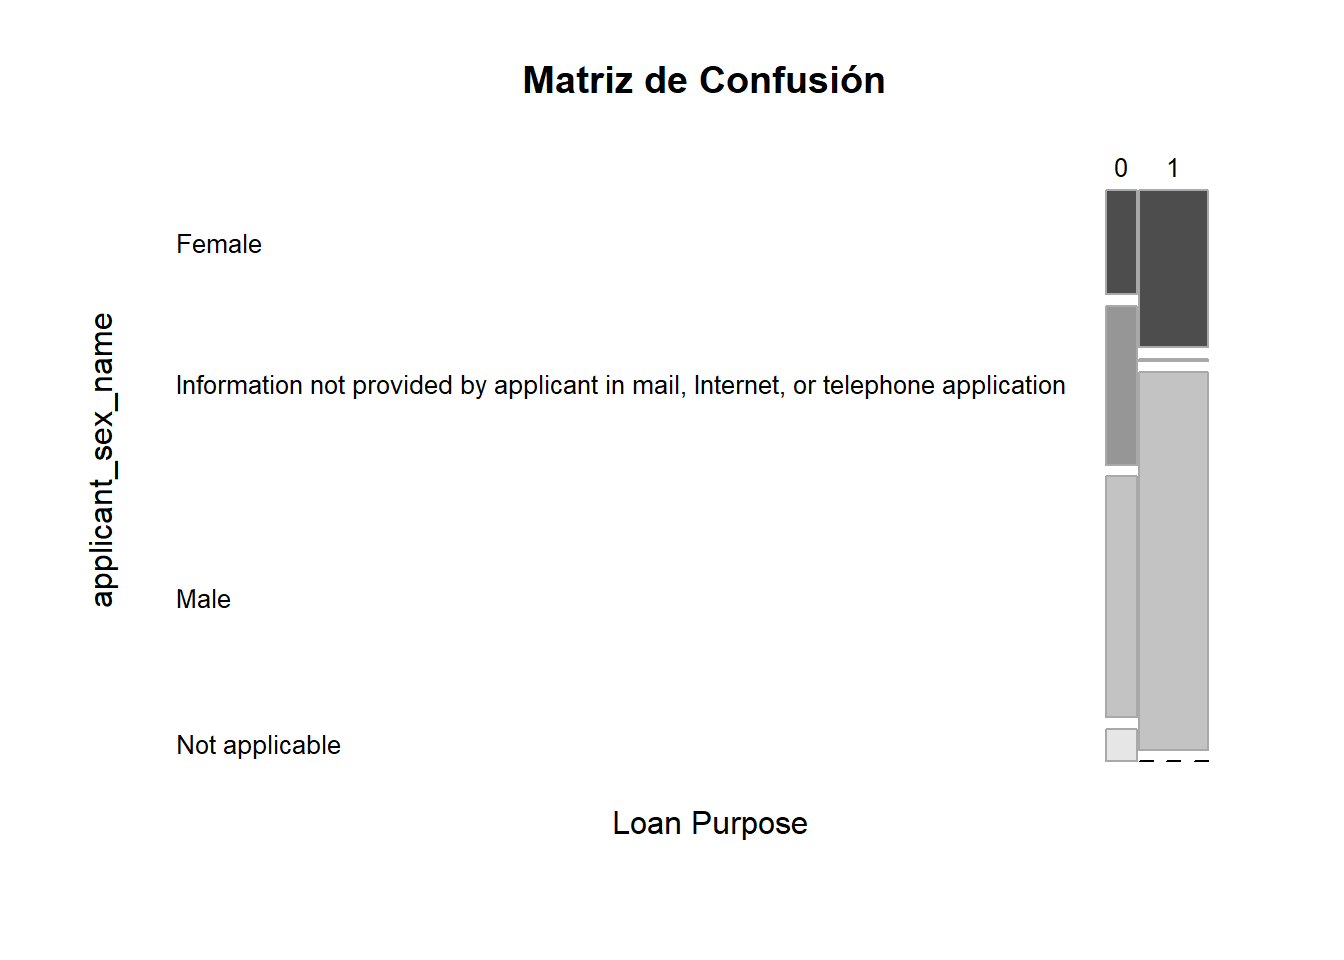 Matriz de Confusión
0 1
Female
Information not provided by applicant in mail, Internet, or telephone application
Male
Not applicable
applicant_sex_name
Loan Purpose